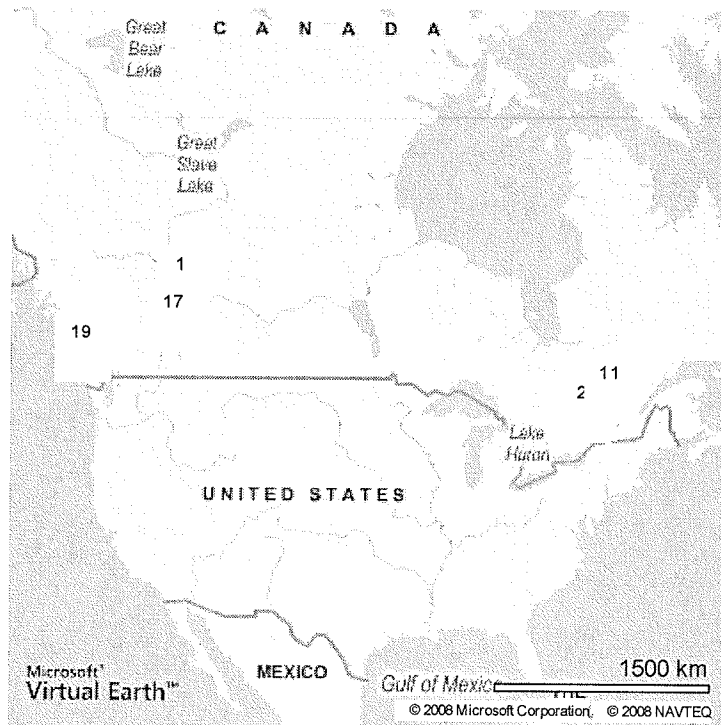 Great
Bear
Lake
C A N A D A
Great
Slave
Lake
1
17
19
11
2
Lake
Huron
UNITED STATES
MEXICO
Gulf of Mexico
1500 km
Microsoft®
Virtual Earth™
© 2008 Microsoft Corporation. © 2008 NAVTEQ